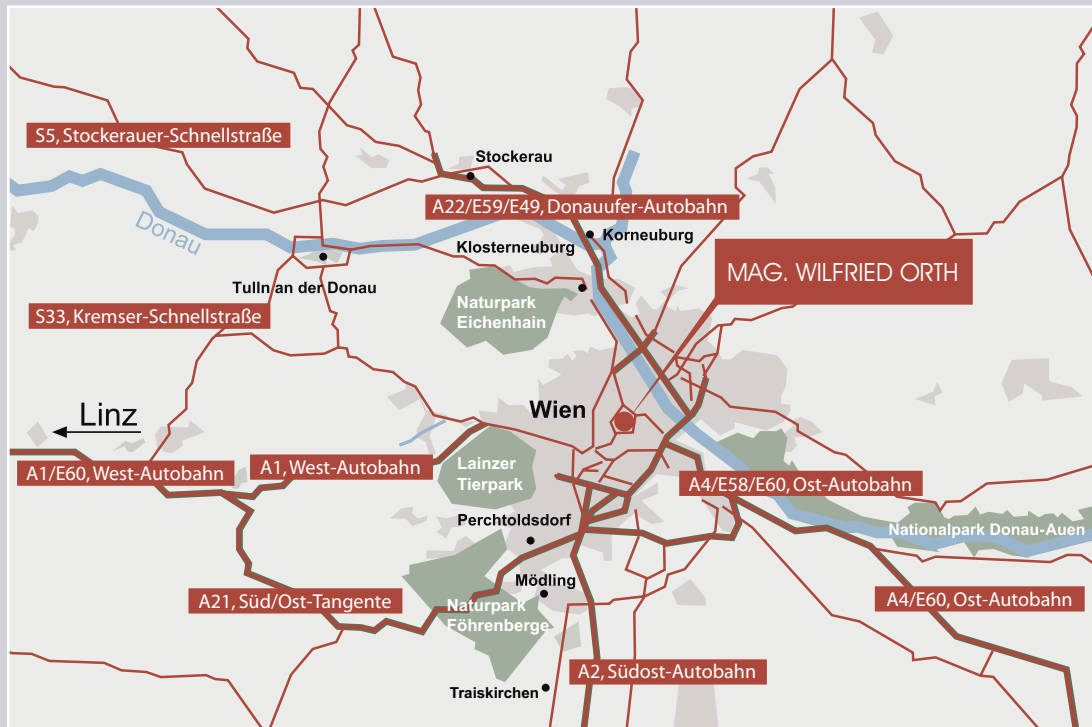 S5, Stockerauer-Schnellstraße
Stockerau
A22/E59/E49, Donauufer-Autobahn
Donau
Korneuburg
Klosterneuburg
MAG. WILFRIED ORTH
Tulln an der Donau
Naturpark
Eichenhain
S33, Kremser-Schnellstraße
Wien
Linz
A1/E60, West-Autobahn
A1, West-Autobahn
Lainzer
Tierpark
A4/E58/E60, Ost-Autobahn
Perchtoldsdorf
Nationalpark Donau-Auen
Mödling
A21, Süd/Ost-Tangente
Naturpark
Föhrenberge
A4/E60, Ost-Autobahn
A2, Südost-Autobahn
Traiskirchen